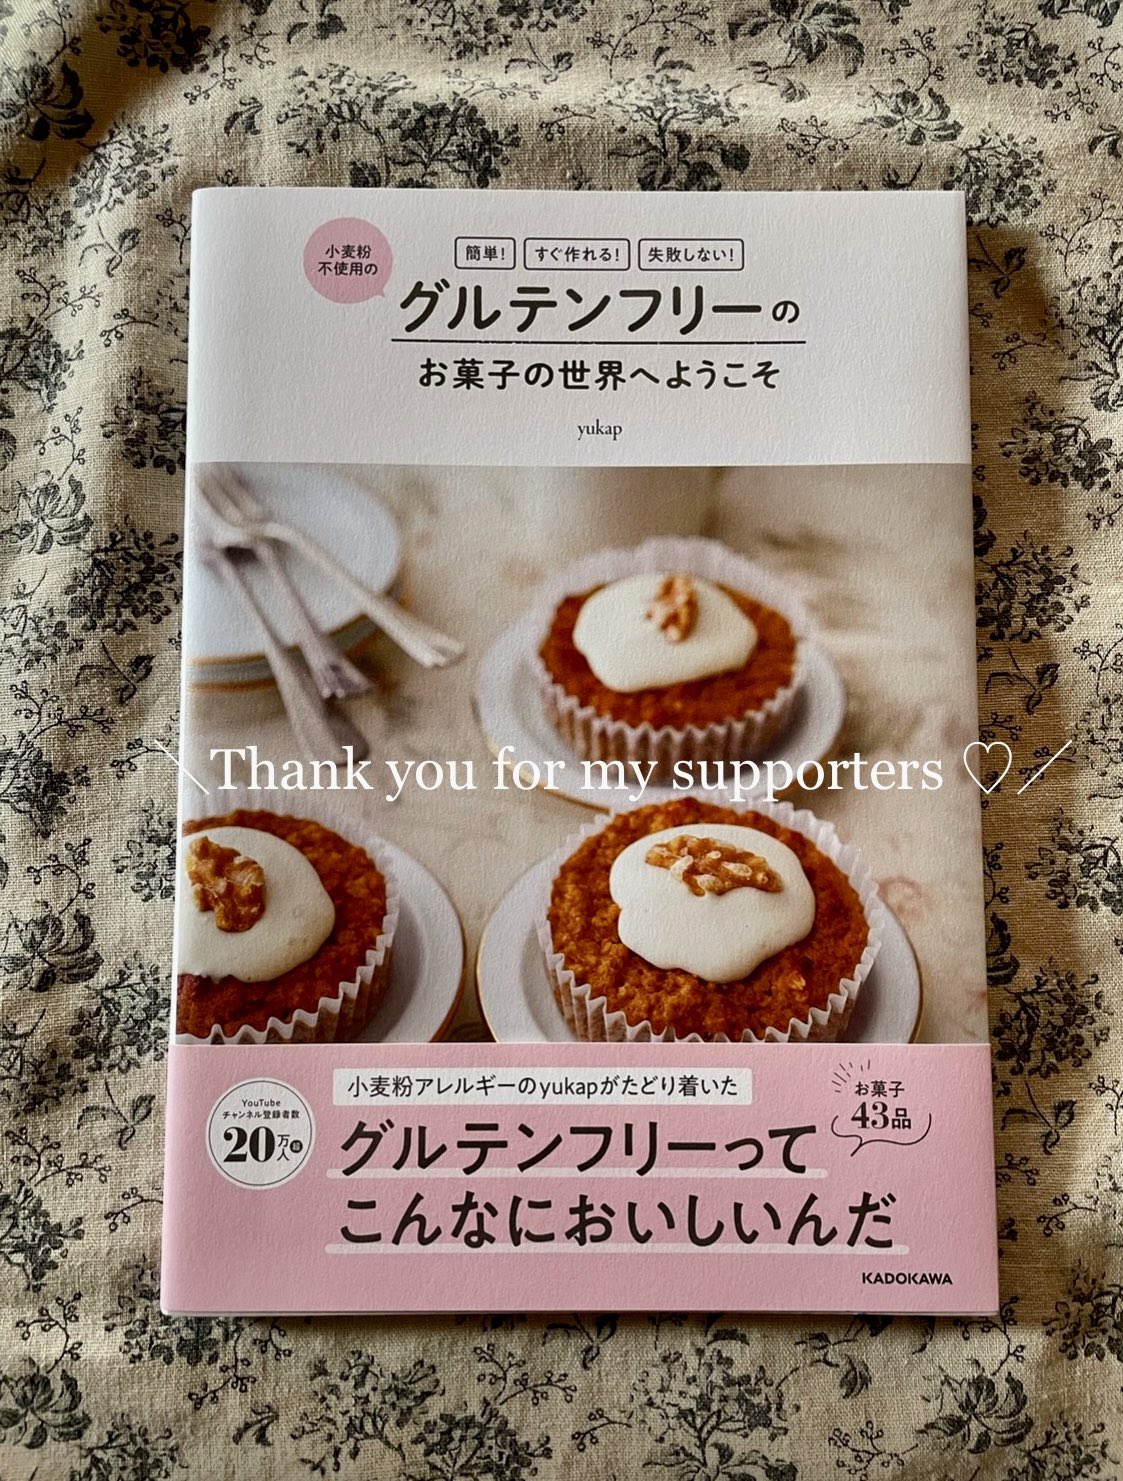 小麦粉
不使用の
簡単! すぐ作れる! 失敗しない!
グルテンフリーの
お菓子の世界へようこそ
yukap
＼Thank you for my supporters ♡／
小麦粉アレルギーのyukapがたどり着いた
YouTube
チャンネル登録者数
20万人超
お菓子
43品
グルテンフリーって
こんなにおいしいんだ
KADOKAWA